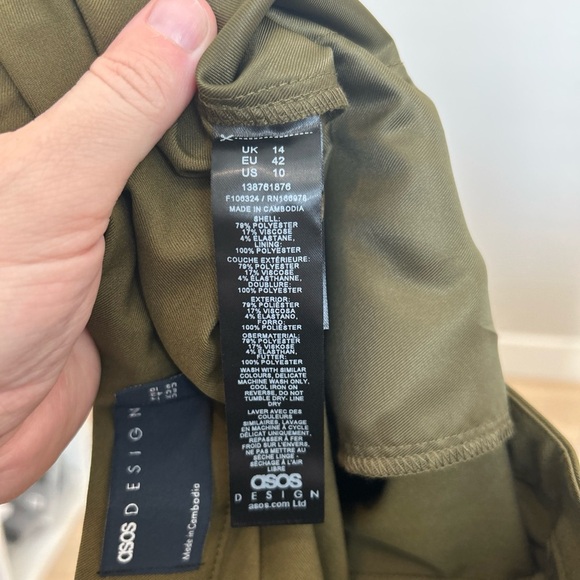 UK 14
EU 42
US 10
138761876
F106324 / RN166978
MADE IN CAMBODIA
SHELL:
79% POLYESTER
17% VISCOSE
4% ELASTANE,
LINING:
100% POLYESTER
COUCHE EXTÉRIEURE:
79% POLYESTER
17% VISCOSE
4% ÉLASTHANNE,
DOUBLURE:
100% POLYESTER
EXTERIOR:
79% POLIÉSTER
17% VISCOSA
4% ELASTANO,
FORRO:
100% POLIÉSTER
OBERMATERIAL:
79% POLYESTER
17% VISKOSE
4% ELASTHAN,
FUTTER:
100% POLYESTER
WASH WITH SIMILAR
COLOURS, DELICATE
MACHINE WASH ONLY,
COOL IRON ON
REVERSE, DO NOT
TUMBLE DRY- LINE
DRY
LAVER AVEC DES
COULEURS
SIMILAIRES, LAVAGE
EN MACHINE À CYCLE
DÉLICAT UNIQUEMENT,
REPASSER À FER
FROID SUR L'ENVERS,
NE PAS METTRE AU
SÈCHE LINGE -
SÉCHAGE À L'AIR
LIBRE
asos
DESIGN
asos.com Ltd
asos DESIGN
Made in Cambodia